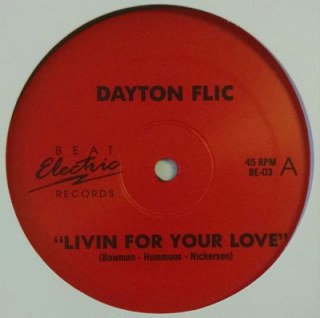 DAYTON FLIC
BEAT
Electric
RECORDS
45 RPM
BE-03
A
"LIVIN FOR YOUR LOVE"
(Bowman - Hummons - Nickerson)